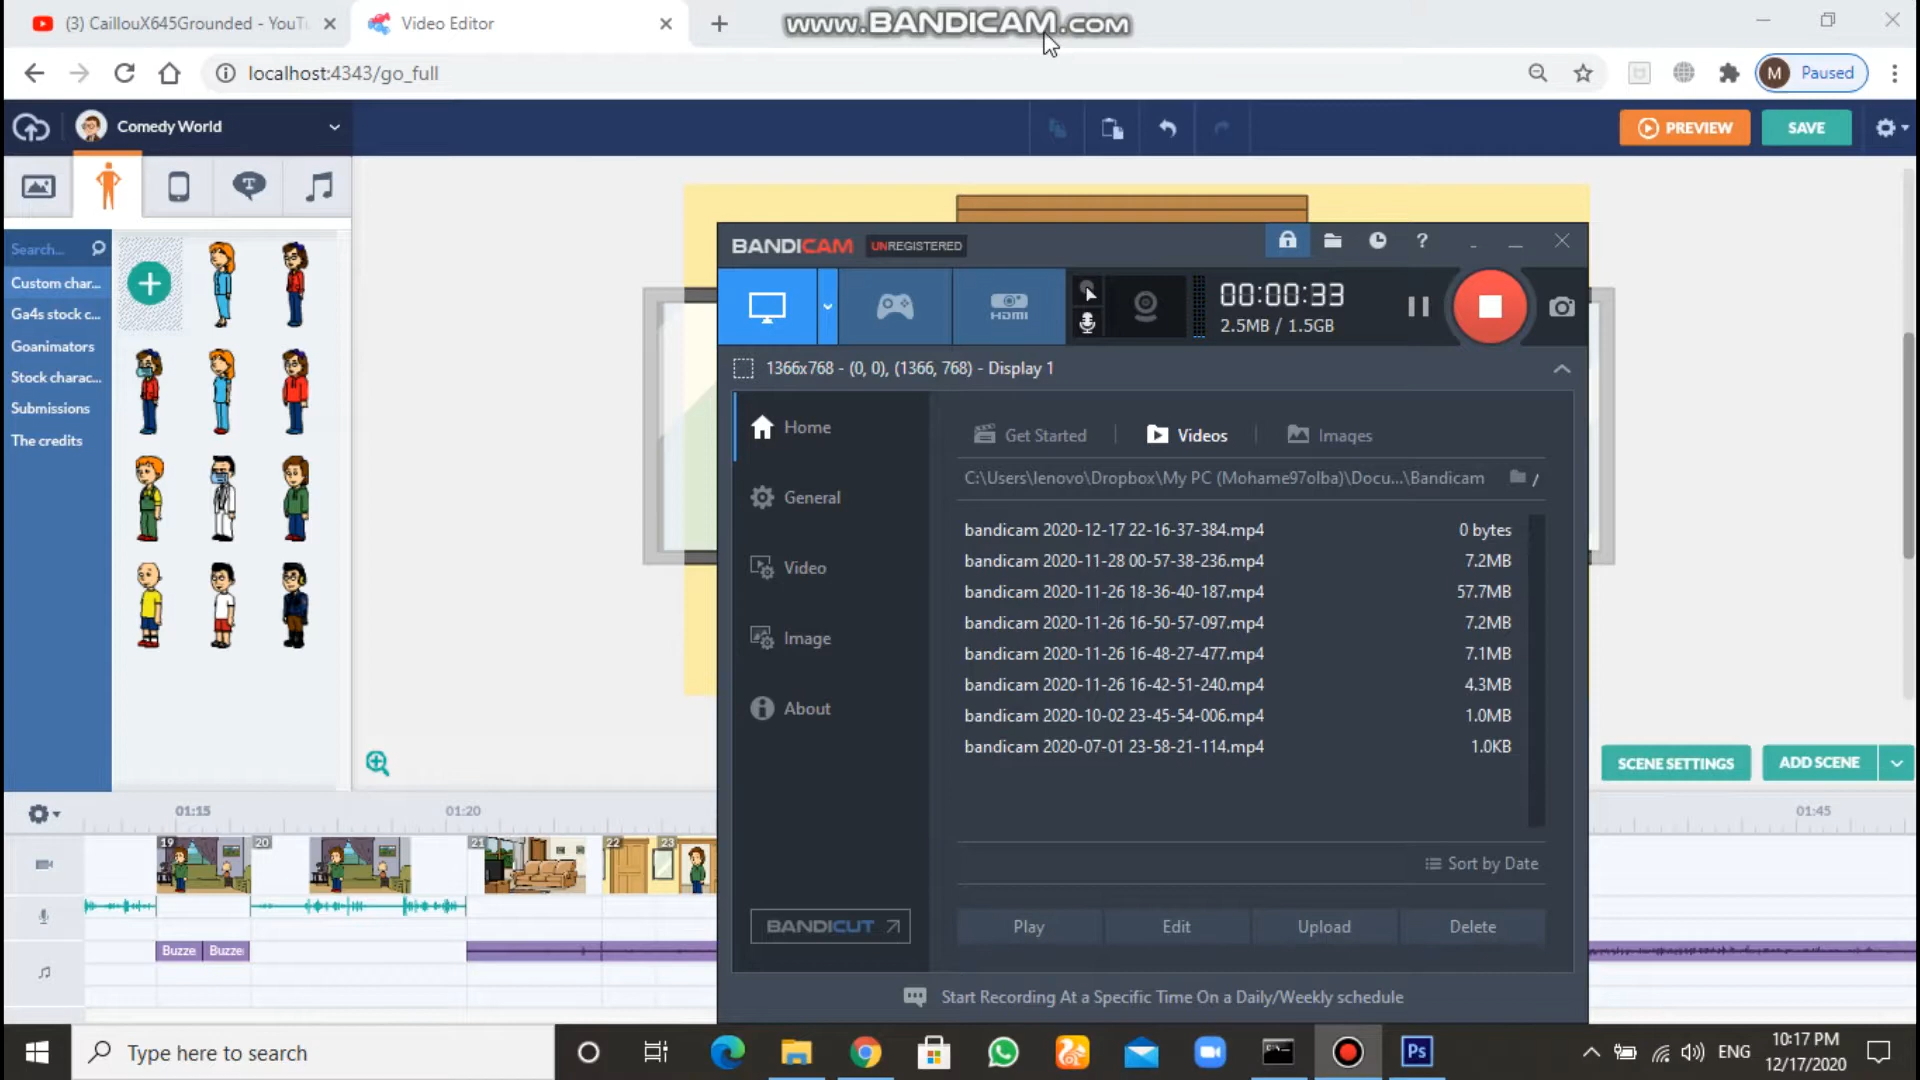 (3) CaillouX645Grounded - YouTu
Video Editor
www.BANDICAM.com
localhost:4343/go_full
M
Paused
Comedy World
PREVIEW
SAVE
T
Search...
Custom char...
Ga4s stock c...
Goanimators
Stock charac...
Submissions
The credits
BANDICAM
UNREGISTERED
?
HDMI
00:00:33
2.5MB / 1.5GB
1366x768 - (0, 0), (1366, 768) - Display 1
Home
General
Video
Image
About
Get Started
Videos
Images
C:\Users\lenovo\Dropbox\My PC (Mohame97olba)\Docu...\Bandicam
/
bandicam 2020-12-17 22-16-37-384.mp4 0 bytes
bandicam 2020-11-28 00-57-38-236.mp4 7.2MB
bandicam 2020-11-26 18-36-40-187.mp4 57.7MB
bandicam 2020-11-26 16-50-57-097.mp4 7.2MB
bandicam 2020-11-26 16-48-27-477.mp4 7.1MB
bandicam 2020-11-26 16-42-51-240.mp4 4.3MB
bandicam 2020-10-02 23-45-54-006.mp4 1.0MB
bandicam 2020-07-01 23-58-21-114.mp4 1.0KB
Sort by Date
BANDICUT
Play
Edit
Upload
Delete
Start Recording At a Specific Time On a Daily/Weekly schedule
SCENE SETTINGS
ADD SCENE
01:15
01:20
01:45
19
20
21
22
23
Buzze
Buzze
Type here to search
Ps
ENG
10:17 PM
12/17/2020